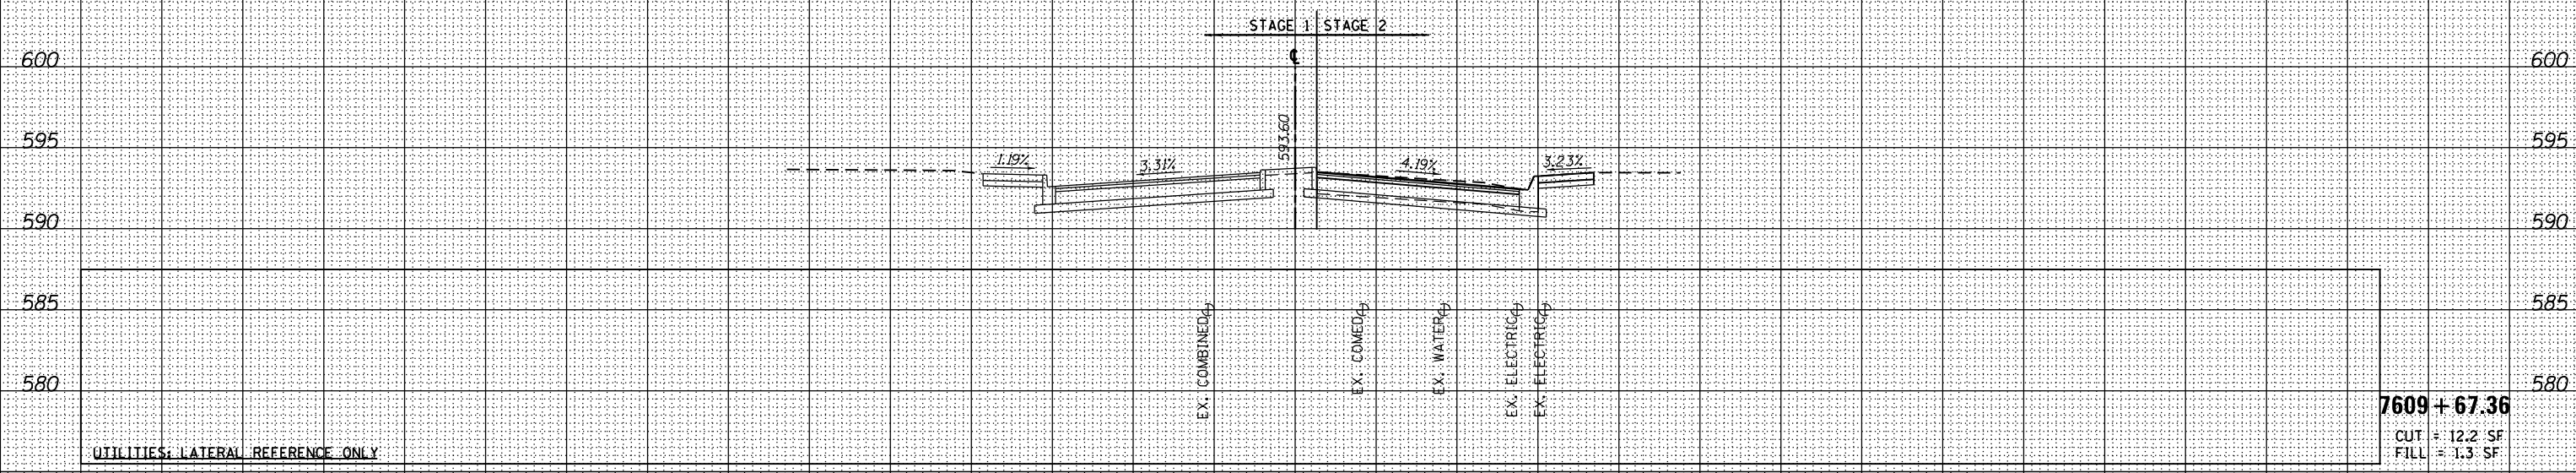 STAGE 1 STAGE 2
℄
600 600
595 595
593.60
1.19% 3.31% 4.19% 3.23%
590 590
585 585
EX. COMBINED
EX. COMED
EX. WATER
EX. ELECTRIC
EX. ELECTRIC
580 580
7609+67.36
CUT = 12.2 SF
FILL = 1.3 SF
UTILITIES: LATERAL REFERENCE ONLY